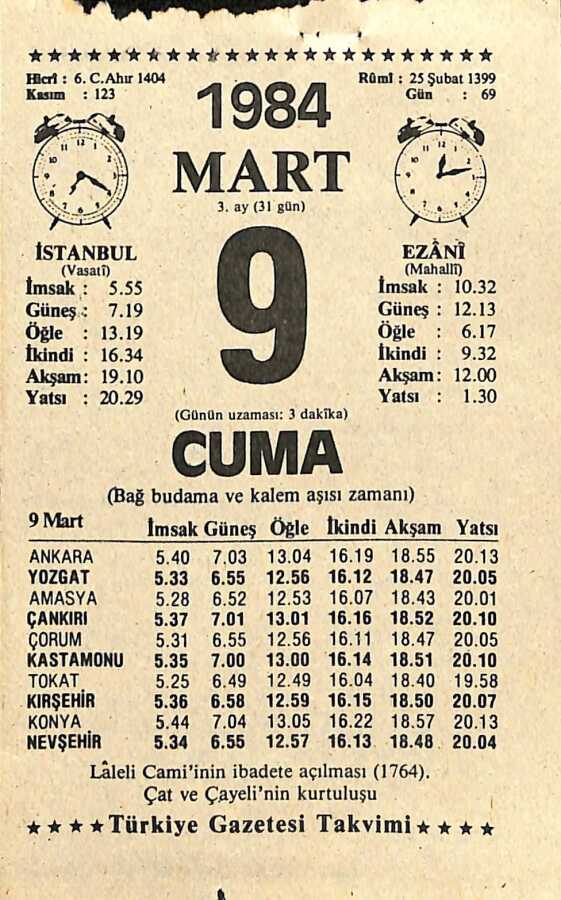 ★★★★★★★★★★★★★★★★★★★★★★★★★
Hicrî : 6. C.Ahır 1404
Kasım : 123
Rûmî : 25 Şubat 1399
Gün : 69
1984
MART
3. ay (31 gün)
9
İSTANBUL
(Vasatî)
İmsak : 5.55
Güneş : 7.19
Öğle : 13.19
İkindi : 16.34
Akşam : 19.10
Yatsı : 20.29
EZÂNÎ
(Mahallî)
İmsak : 10.32
Güneş : 12.13
Öğle : 6.17
İkindi : 9.32
Akşam : 12.00
Yatsı : 1.30
(Günün uzaması: 3 dakîka)
CUMA
(Bağ budama ve kalem aşısı zamanı)
9 Mart İmsak Güneş Öğle İkindi Akşam Yatsı
ANKARA 5.40 7.03 13.04 16.19 18.55 20.13
YOZGAT 5.33 6.55 12.56 16.12 18.47 20.05
AMASYA 5.28 6.52 12.53 16.07 18.43 20.01
ÇANKIRI 5.37 7.01 13.01 16.16 18.52 20.10
ÇORUM 5.31 6.55 12.56 16.11 18.47 20.05
KASTAMONU 5.35 7.00 13.00 16.14 18.51 20.10
TOKAT 5.25 6.49 12.49 16.04 18.40 19.58
KIRŞEHİR 5.36 6.58 12.59 16.15 18.50 20.07
KONYA 5.44 7.04 13.05 16.22 18.57 20.13
NEVŞEHİR 5.34 6.55 12.57 16.13 18.48 20.04
Lâleli Cami'inin ibadete açılması (1764).
Çat ve Çayeli'nin kurtuluşu
★★★★Türkiye Gazetesi Takvimi★★★★